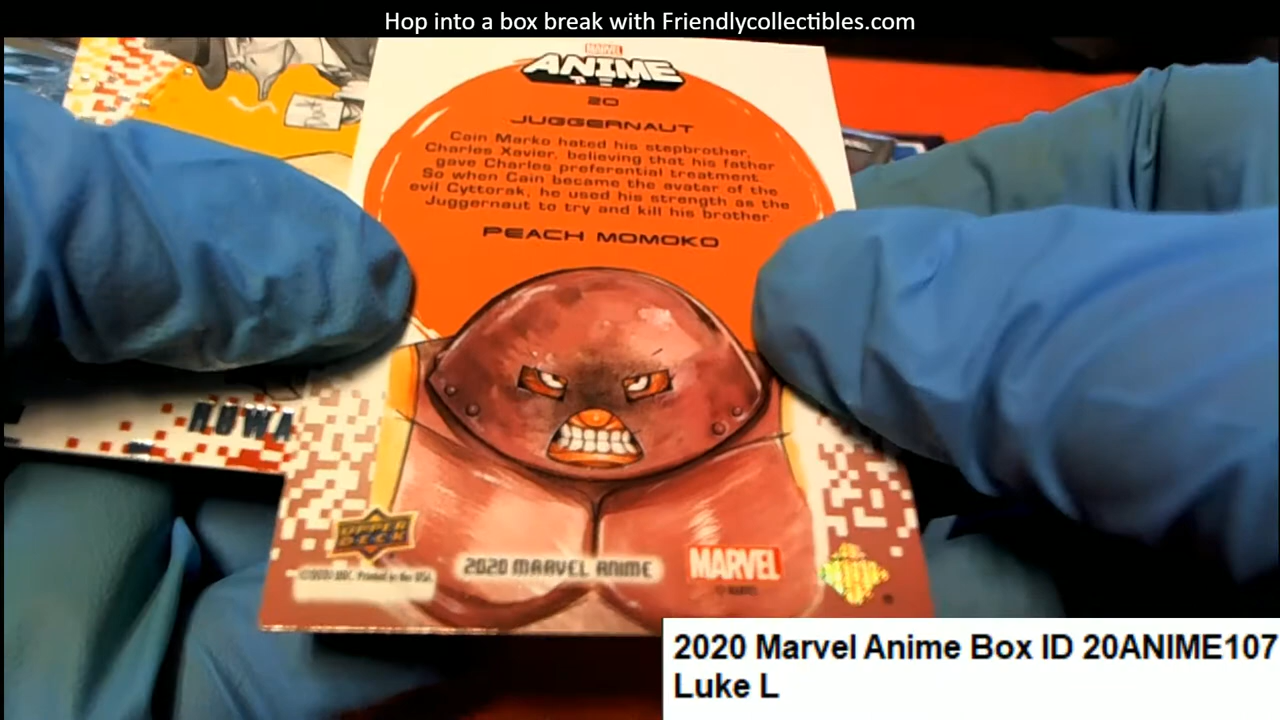 Hop into a box break with Friendlycollectibles.com
MARVEL
ANIME
アニメ
20
JUGGERNAUT
Cain Marko hated his stepbrother,
Charles Xavier, believing that his father
gave Charles preferential treatment.
So when Cain became the avatar of the
evil Cyttorak, he used his strength as the
Juggernaut to try and kill his brother.
PEACH MOMOKO
UPPER
DECK
2020 MARVEL ANIME
MARVEL
2020 Marvel Anime Box ID 20ANIME107
Luke L